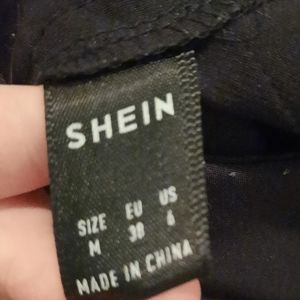 SHEIN
SIZE EU US
M 38 6
MADE IN CHINA